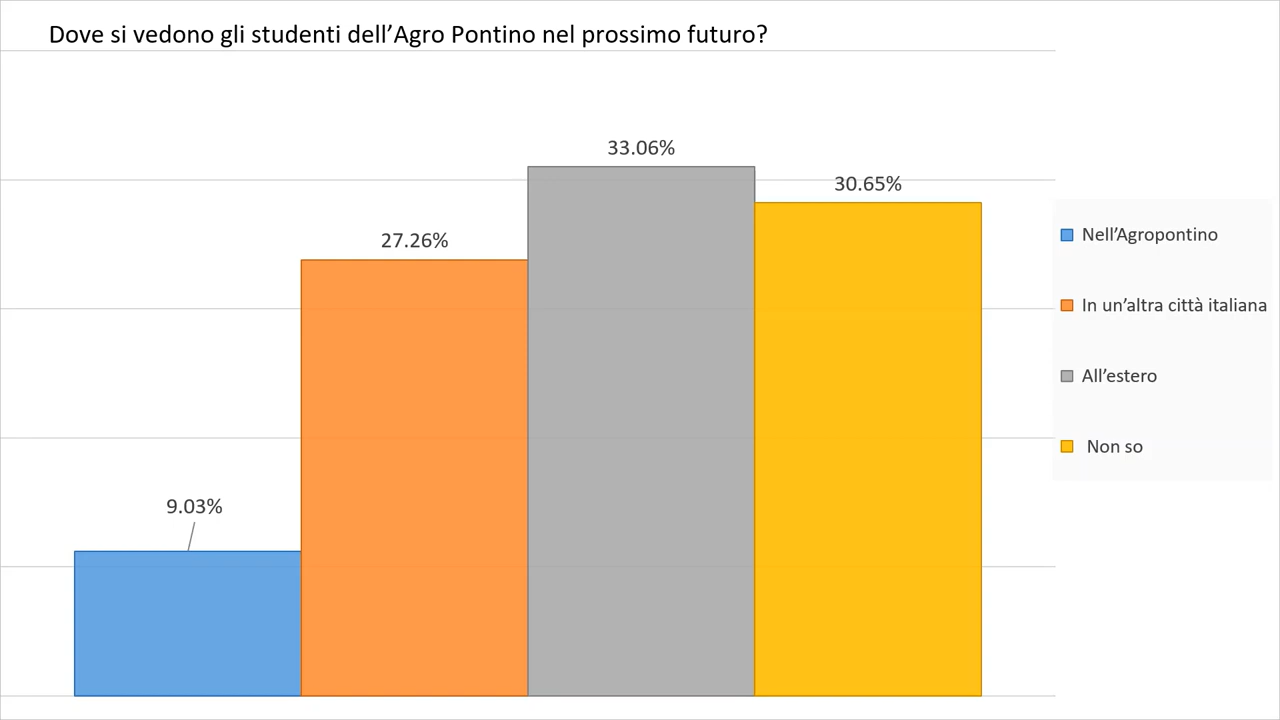 Dove si vedono gli studenti dell’Agro Pontino nel prossimo futuro?
33.06%
30.65%
27.26%
9.03%
Nell’Agropontino
In un’altra città italiana
All’estero
Non so